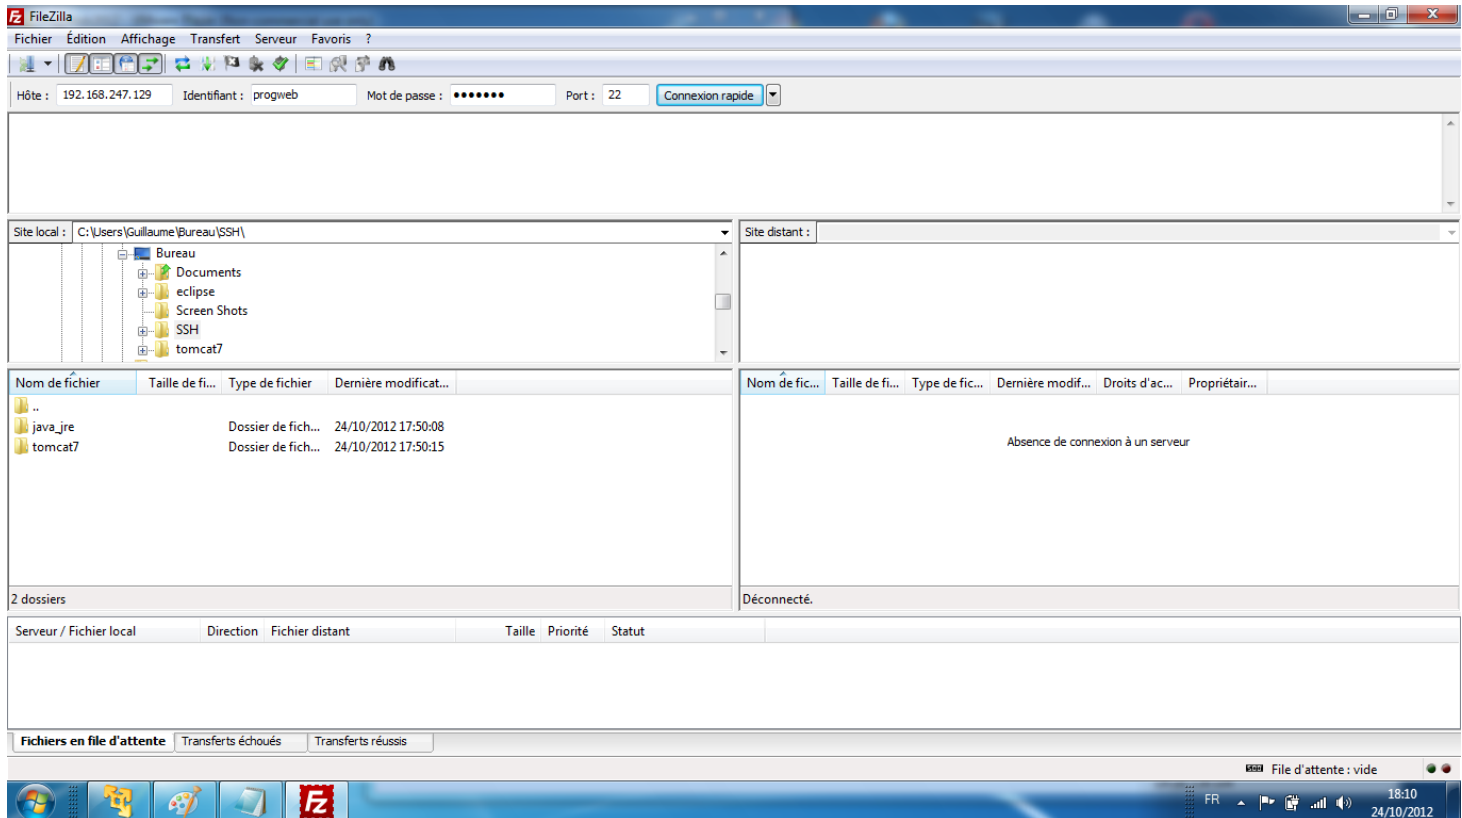 FileZilla
Fichier Édition Affichage Transfert Serveur Favoris ?
Hôte : 192.168.247.129 Identifiant : progweb Mot de passe : ●●●●●●● Port : 22 Connexion rapide
Site local : C:\Users\Guillaume\Bureau\SSH\
Bureau
Documents
eclipse
Screen Shots
SSH
tomcat7
Site distant :
Nom de fichier Taille de fi... Type de fichier Dernière modificat...
..
java_jre Dossier de fich... 24/10/2012 17:50:08
tomcat7 Dossier de fich... 24/10/2012 17:50:15
2 dossiers
Nom de fic... Taille de fi... Type de fic... Dernière modif... Droits d'ac... Propriétair...
Absence de connexion à un serveur
Déconnecté.
Serveur / Fichier local Direction Fichier distant Taille Priorité Statut
Fichiers en file d'attente Transferts échoués Transferts réussis
File d'attente : vide
FR 18:10
24/10/2012